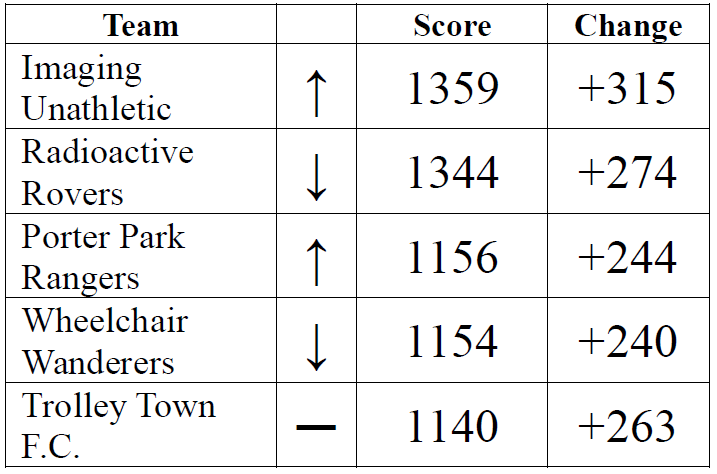 Team Score Change
Imaging
Unathletic ↑ 1359 +315
Radioactive
Rovers ↓ 1344 +274
Porter Park
Rangers ↑ 1156 +244
Wheelchair
Wanderers ↓ 1154 +240
Trolley Town
F.C. — 1140 +263